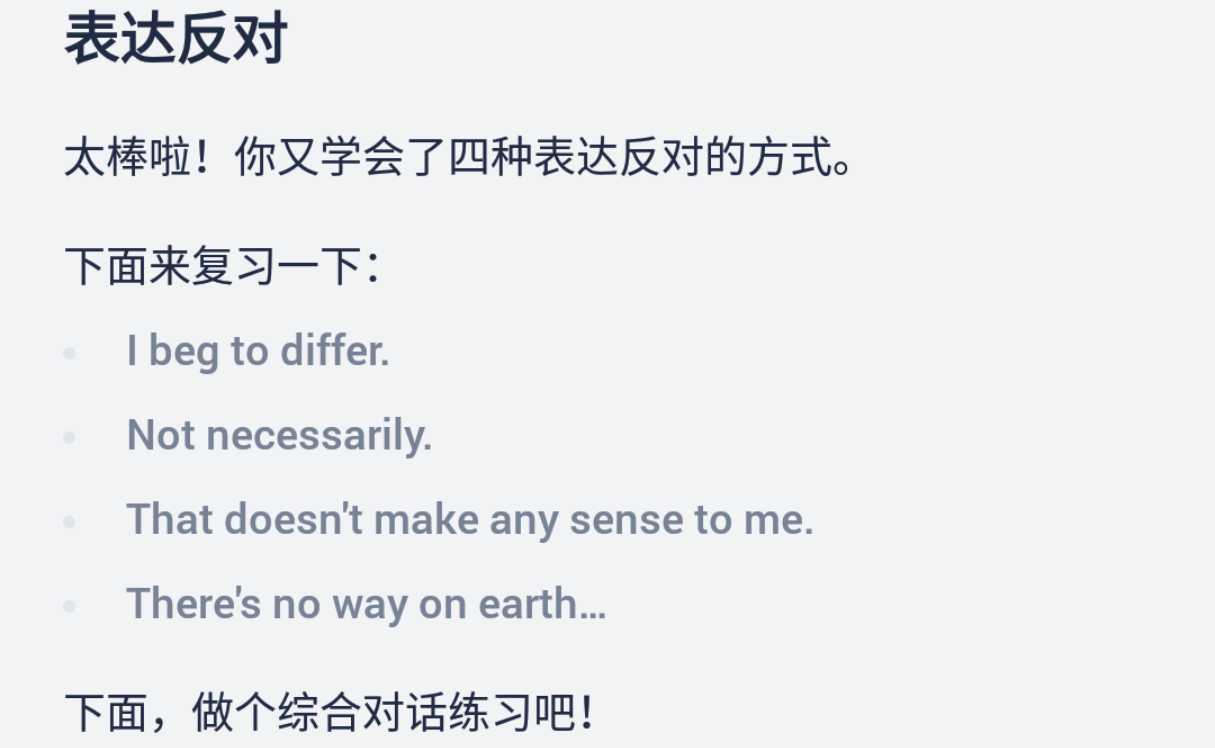 表达反对
太棒啦！你又学会了四种表达反对的方式。
下面来复习一下：
I beg to differ.
Not necessarily.
That doesn't make any sense to me.
There's no way on earth…
下面，做个综合对话练习吧！